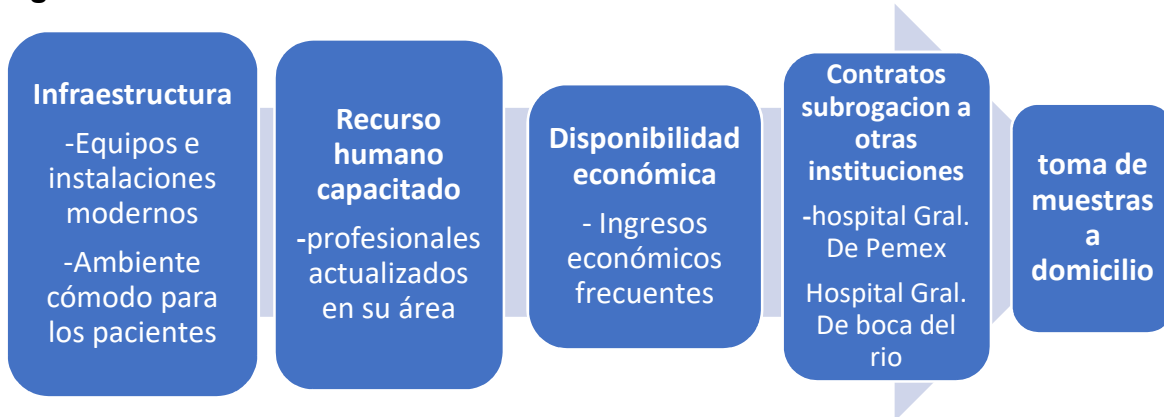 Infraestructura
-Equipos e
instalaciones
modernos
-Ambiente
cómodo para
los pacientes
Recurso
humano
capacitado
-profesionales
actualizados
en su área
Disponibilidad
económica
- Ingresos
económicos
frecuentes
Contratos
subrogacion a
otras
instituciones
-hospital Gral.
De Pemex
Hospital Gral.
De boca del
rio
toma de
muestras
a
domicilio